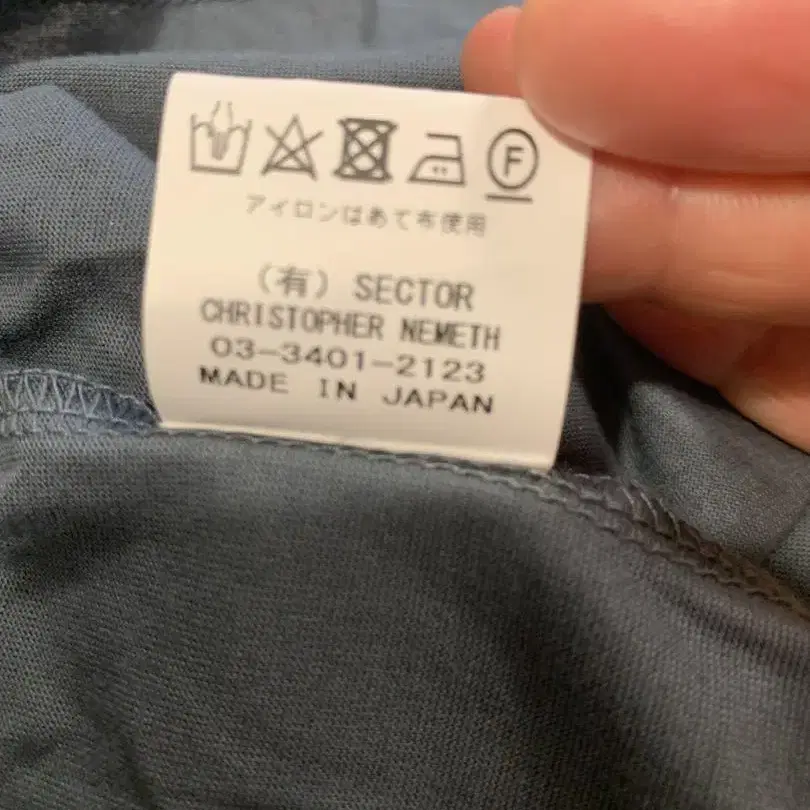 F
アイロンはあて布使用
(有) SECTOR
CHRISTOPHER NEMETH
03-3401-2123
MADE IN JAPAN